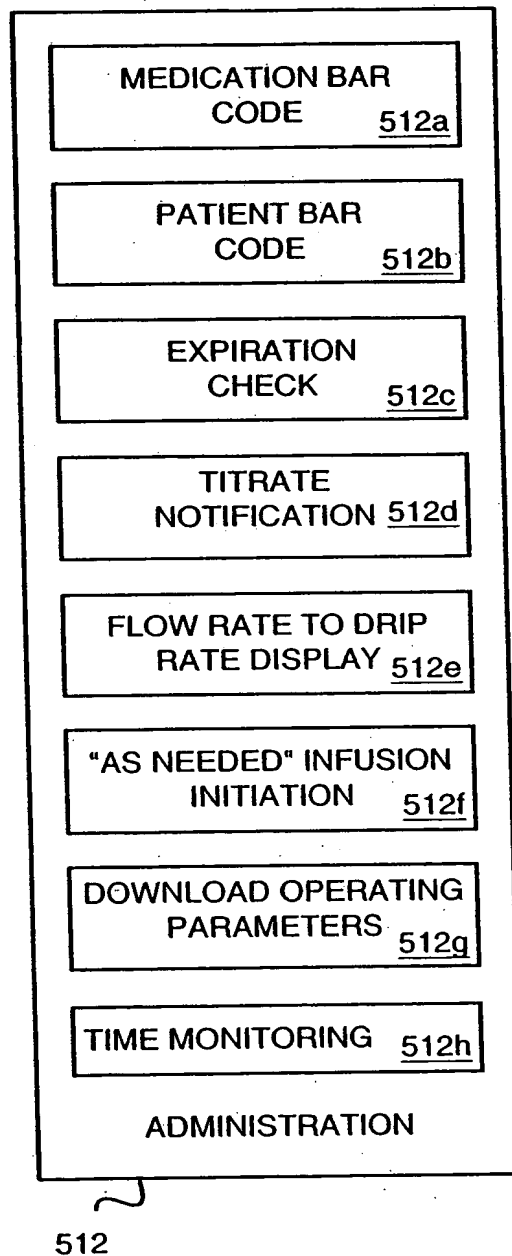 MEDICATION BAR
CODE
512a
PATIENT BAR
CODE
512b
EXPIRATION
CHECK
512c
TITRATE
NOTIFICATION 512d
FLOW RATE TO DRIP
RATE DISPLAY 512e
"AS NEEDED" INFUSION
INITIATION
512f
DOWNLOAD OPERATING
PARAMETERS
512g
TIME MONITORING 512h
ADMINISTRATION
512